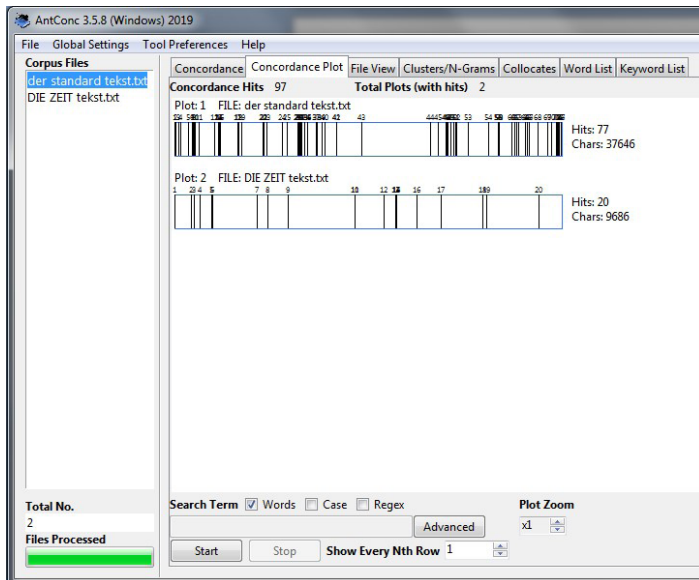 AntConc 3.5.8 (Windows) 2019
File Global Settings Tool Preferences Help
Corpus Files
der standard tekst.txt
DIE ZEIT tekst.txt
Concordance Concordance Plot File View Clusters/N-Grams Collocates Word List Keyword List
Concordance Hits 97 Total Plots (with hits) 2
Plot: 1 FILE: der standard tekst.txt
43 53 54 68
Hits: 77
Chars: 37646
Plot: 2 FILE: DIE ZEIT tekst.txt
1 4 7 8 9 12 16 17 20
Hits: 20
Chars: 9686
Total No.
2
Files Processed
Search Term Words Case Regex Plot Zoom
Advanced x1
Start Stop Show Every Nth Row 1